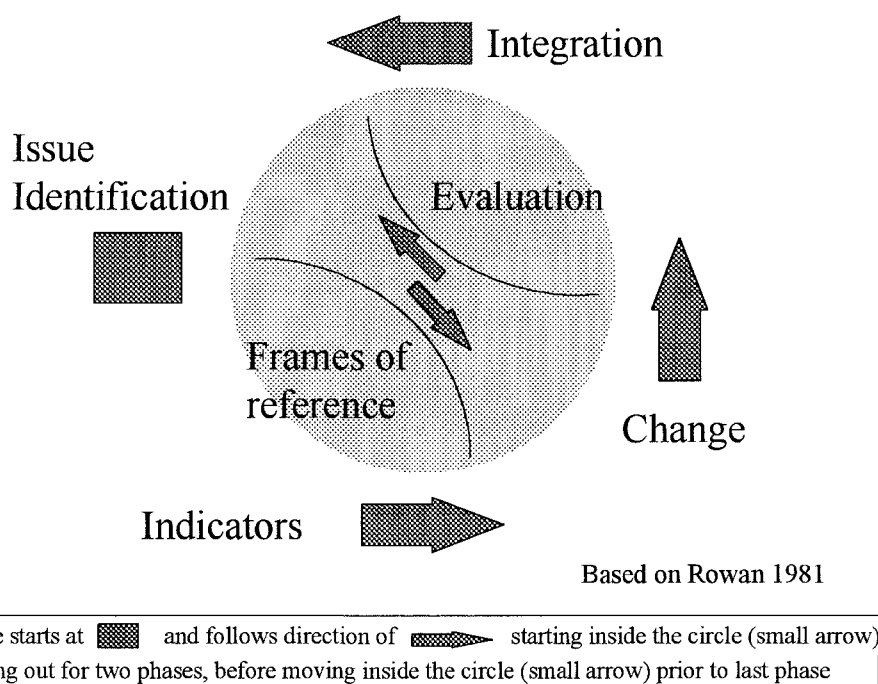 Integration
Issue
Identification
Evaluation
Frames of
reference
Change
Indicators
Based on Rowan 1981
starts at and follows direction of starting inside the circle (small arrow)
out for two phases, before moving inside the circle (small arrow) prior to last phase